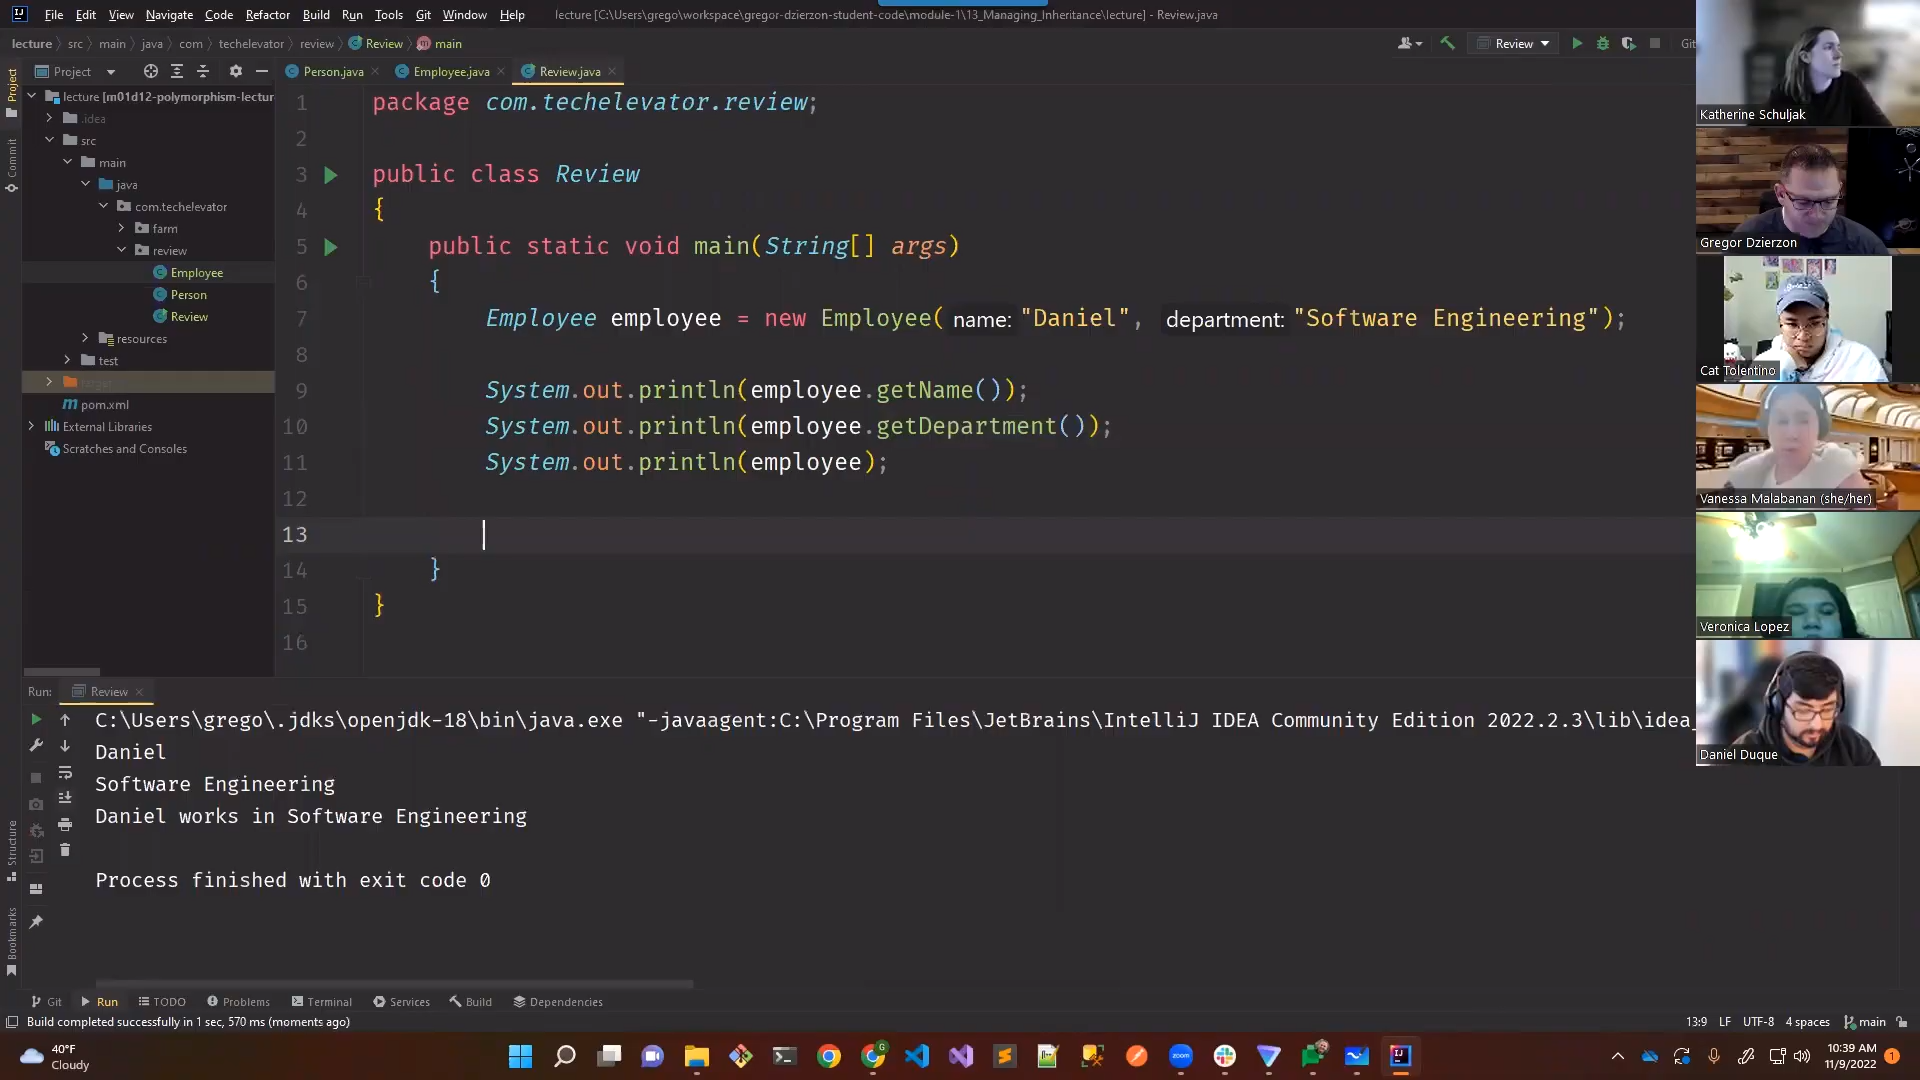 File Edit View Navigate Code Refactor Build Run Tools Git Window Help lecture [C:\Users\grego\workspace\gregor-dzierzon-student-code\module-1\13_Managing_Inheritance\lecture] - Review.java
lecture src main java com techelevator review Review main
Review
Git
Project
Person.java Employee.java Review.java
Project
Commit
Structure
Bookmarks
lecture [m01d12-polymorphism-lectur
.idea
src
main
java
com.techelevator
farm
review
Employee
Person
Review
resources
test
pom.xml
External Libraries
Scratches and Consoles
1 package com.techelevator.review;
2
3 public class Review
4 {
5 public static void main(String[] args)
6 {
7 Employee employee = new Employee( name: "Daniel", department: "Software Engineering");
8
9 System.out.println(employee.getName());
10 System.out.println(employee.getDepartment());
11 System.out.println(employee);
12
13
14 }
15 }
16
Katherine Schuljak
Gregor Dzierzon
Cat Tolentino
Vanessa Malabanan (she/her)
Veronica Lopez
Daniel Duque
Run: Review
C:\Users\grego\.jdks\openjdk-18\bin\java.exe "-javaagent:C:\Program Files\JetBrains\IntelliJ IDEA Community Edition 2022.2.3\lib\idea_
Daniel
Software Engineering
Daniel works in Software Engineering
Process finished with exit code 0
Git Run TODO Problems Terminal Services Build Dependencies
Build completed successfully in 1 sec, 570 ms (moments ago)
13:9 LF UTF-8 4 spaces main
40°F
Cloudy
zoom
10:39 AM
11/9/2022
1